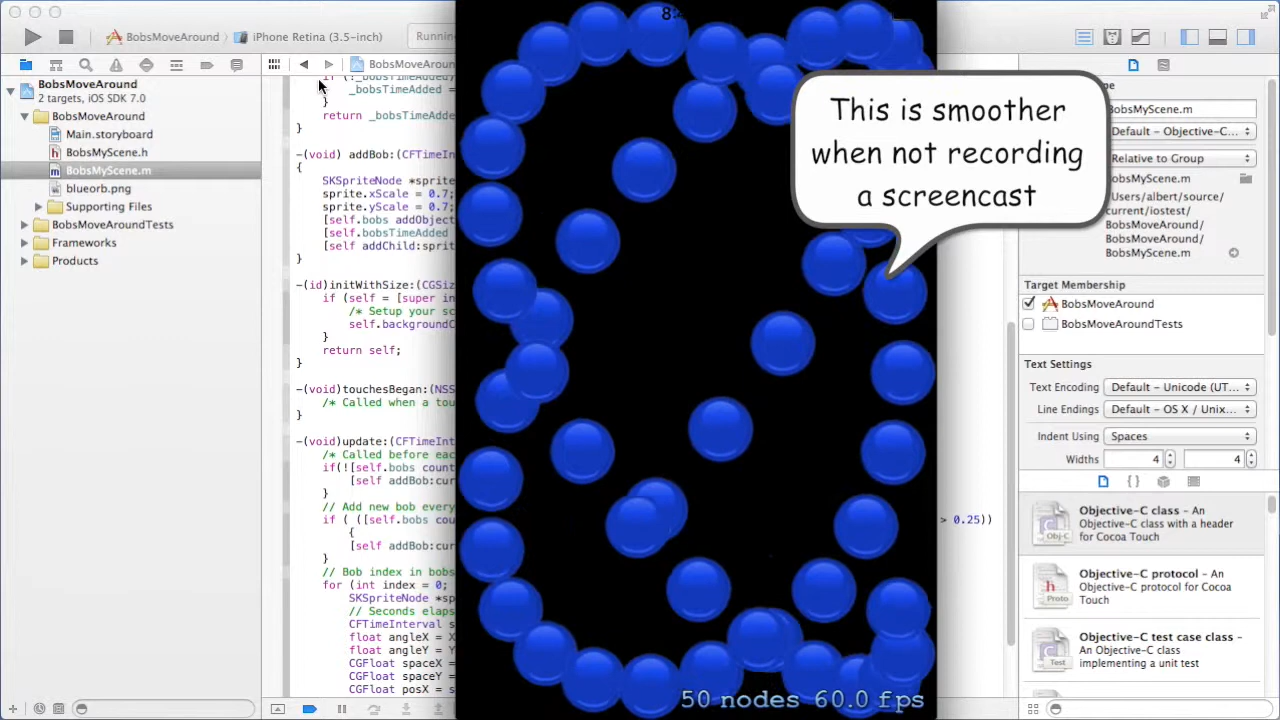 BobsMoveAround
iPhone Retina (3.5-inch)
Running
BobsMoveAround
BobsMoveAround
2 targets, iOS SDK 7.0
BobsMoveAround
Main.storyboard
BobsMyScene.h
BobsMyScene.m
blueorb.png
Supporting Files
BobsMoveAroundTests
Frameworks
Products
_bobsTimeAdded =
}
return _bobsTimeAdde
}
-(void) addBob:(CFTimeIn
{
SKSpriteNode *sprite
sprite.xScale = 0.7;
sprite.yScale = 0.7;
[self.bobs addObject
[self.bobsTimeAdded
[self addChild:sprit
}
-(id)initWithSize:(CGSiz
if (self = [super in
/* Setup your sc
self.backgroundC
}
return self;
}
-(void)touchesBegan:(NSS
/* Called when a tou
}
-(void)update:(CFTimeInt
/* Called before eac
if(![self.bobs count
[self addBob:cur
}
// Add new bob every
if ( ([self.bobs cou
> 0.25))
{
[self addBob:cur
}
// Bob index in bobs
for (int index = 0;
SKSpriteNode *sp
// Seconds elaps
CFTimeInterval s
float angleX = X
float angleY = Y
CGFloat spaceX =
CGFloat spaceY =
CGFloat posX = s
This is smoother
when not recording
a screencast
50 nodes 60.0 fps
BobsMyScene.m
Default - Objective-C...
Relative to Group
BobsMyScene.m
/Users/albert/source/
current/lostest/
BobsMoveAround/
BobsMoveAround/
BobsMyScene.m
Target Membership
BobsMoveAround
BobsMoveAroundTests
Text Settings
Text Encoding
Default - Unicode (UT...
Line Endings
Default - OS X / Unix...
Indent Using
Spaces
Widths
4
4
Objective-C class - An
Objective-C class with a header
for Cocoa Touch
Objective-C protocol - An
Objective-C protocol for Cocoa
Touch
Objective-C test case class -
An Objective-C class
implementing a unit test